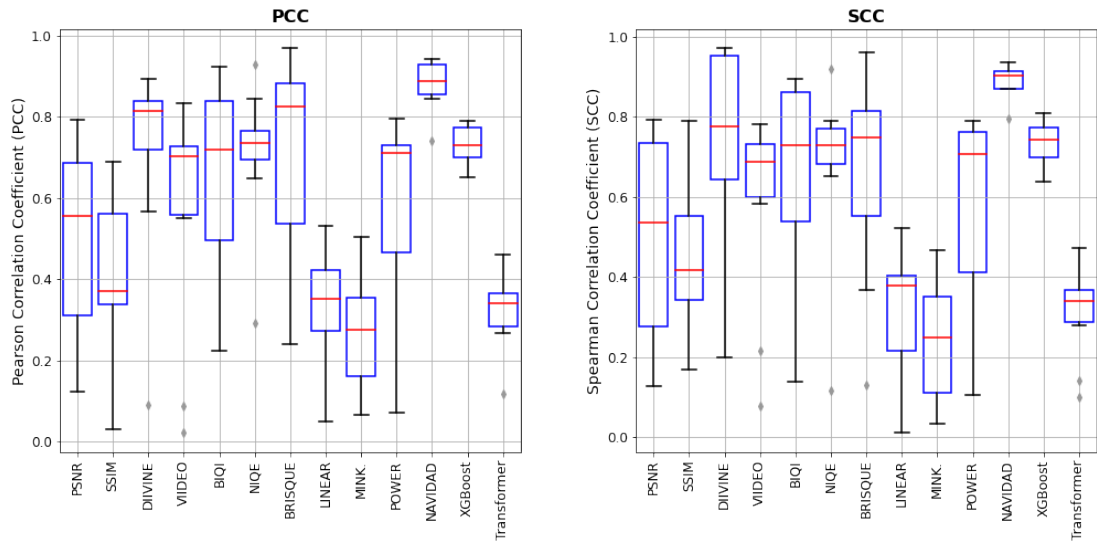 PCC
Pearson Correlation Coefficient (PCC)
1.0
0.8
0.6
0.4
0.2
0.0
PSNR
SSIM
DIIVINE
VIIDEO
BIQI
NIQE
BRISQUE
LINEAR
MINK.
POWER
NAVIDAD
XGBoost
Transformer
SCC
Spearman Correlation Coefficient (SCC)
1.0
0.8
0.6
0.4
0.2
0.0
PSNR
SSIM
DIIVINE
VIIDEO
BIQI
NIQE
BRISQUE
LINEAR
MINK.
POWER
NAVIDAD
XGBoost
Transformer